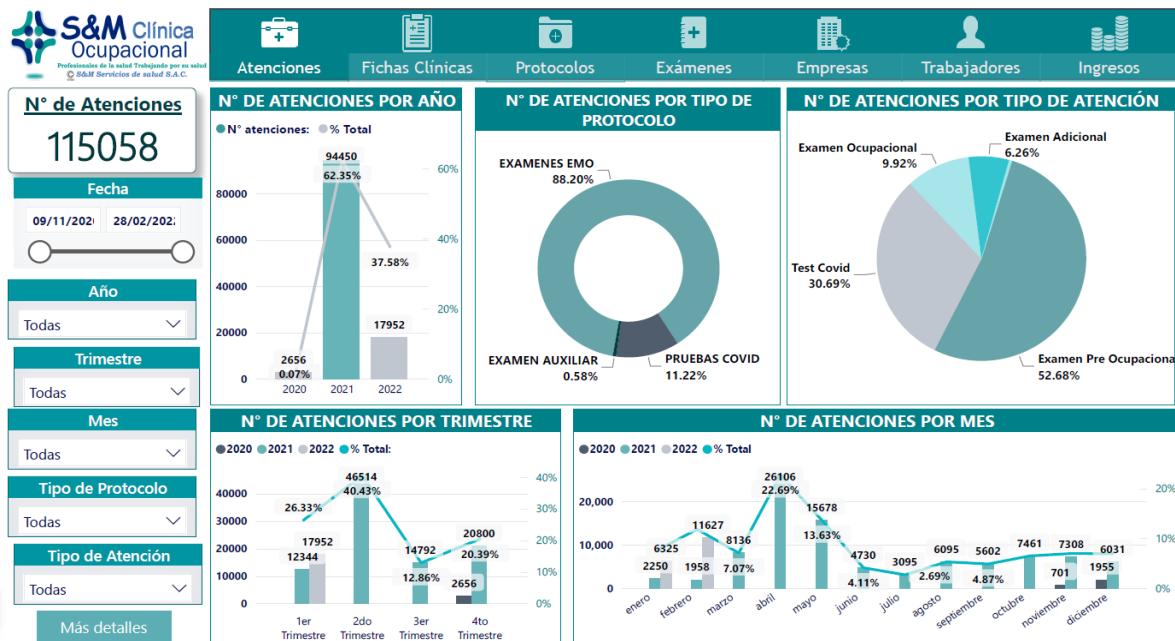 S&M Clínica
Ocupacional
Profesionales de la salud Trabajando por su salud
© S&M Servicios de salud S.A.C.
Atenciones
Fichas Clínicas
Protocolos
Exámenes
Empresas
Trabajadores
Ingresos
N° de Atenciones
115058
Fecha
09/11/202
28/02/202
Año
Todas
Trimestre
Todas
Mes
Todas
Tipo de Protocolo
Todas
Tipo de Atención
Todas
Más detalles
N° DE ATENCIONES POR AÑO
N° atenciones: % Total
94450
62.35%
80000
60000
40000
20000
0
60%
40%
20%
0%
37.58%
17952
2656
0.07%
2020 2021 2022
N° DE ATENCIONES POR TIPO DE
PROTOCOLO
EXAMENES EMO
88.20%
EXAMEN AUXILIAR
0.58%
PRUEBAS COVID
11.22%
N° DE ATENCIONES POR TIPO DE ATENCIÓN
Examen Adicional
6.26%
Examen Ocupacional
9.92%
Test Covid
30.69%
Examen Pre Ocupacional
52.68%
N° DE ATENCIONES POR TRIMESTRE
2020 2021 2022 % Total:
40000
30000
20000
10000
0
40%
30%
20%
10%
0%
26.33%
17952
12344
46514
40.43%
14792
12.86%
20800
20.39%
2656
1er
Trimestre
2do
Trimestre
3er
Trimestre
4to
Trimestre
N° DE ATENCIONES POR MES
2020 2021 2022 % Total
20,000
10,000
0
20%
10%
0%
6325
2250
11627
1958
8136
7.07%
26106
22.69%
15678
13.63%
4730
4.11%
3095
6095
2.69%
5602
4.87%
7461
7308
701
6031
1955
enero
febrero
marzo
abril
mayo
junio
julio
agosto
septiembre
octubre
noviembre
diciembre